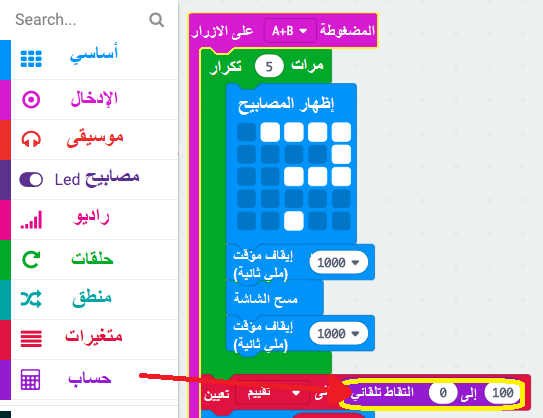 Search...
أساسي
الإدخال
موسيقى
مصابيح Led
راديو
حلقات
منطق
متغيرات
حساب
المضغوطة A+B على الازرار
مرات 5 تكرار
إظهار المصابيح
إيقاف مؤقت
(ملي ثانية)
1000
مسح الشاشة
إيقاف مؤقت
(ملي ثانية)
1000
100 إلى 0 التقاط تلقائي تقييم تعيين